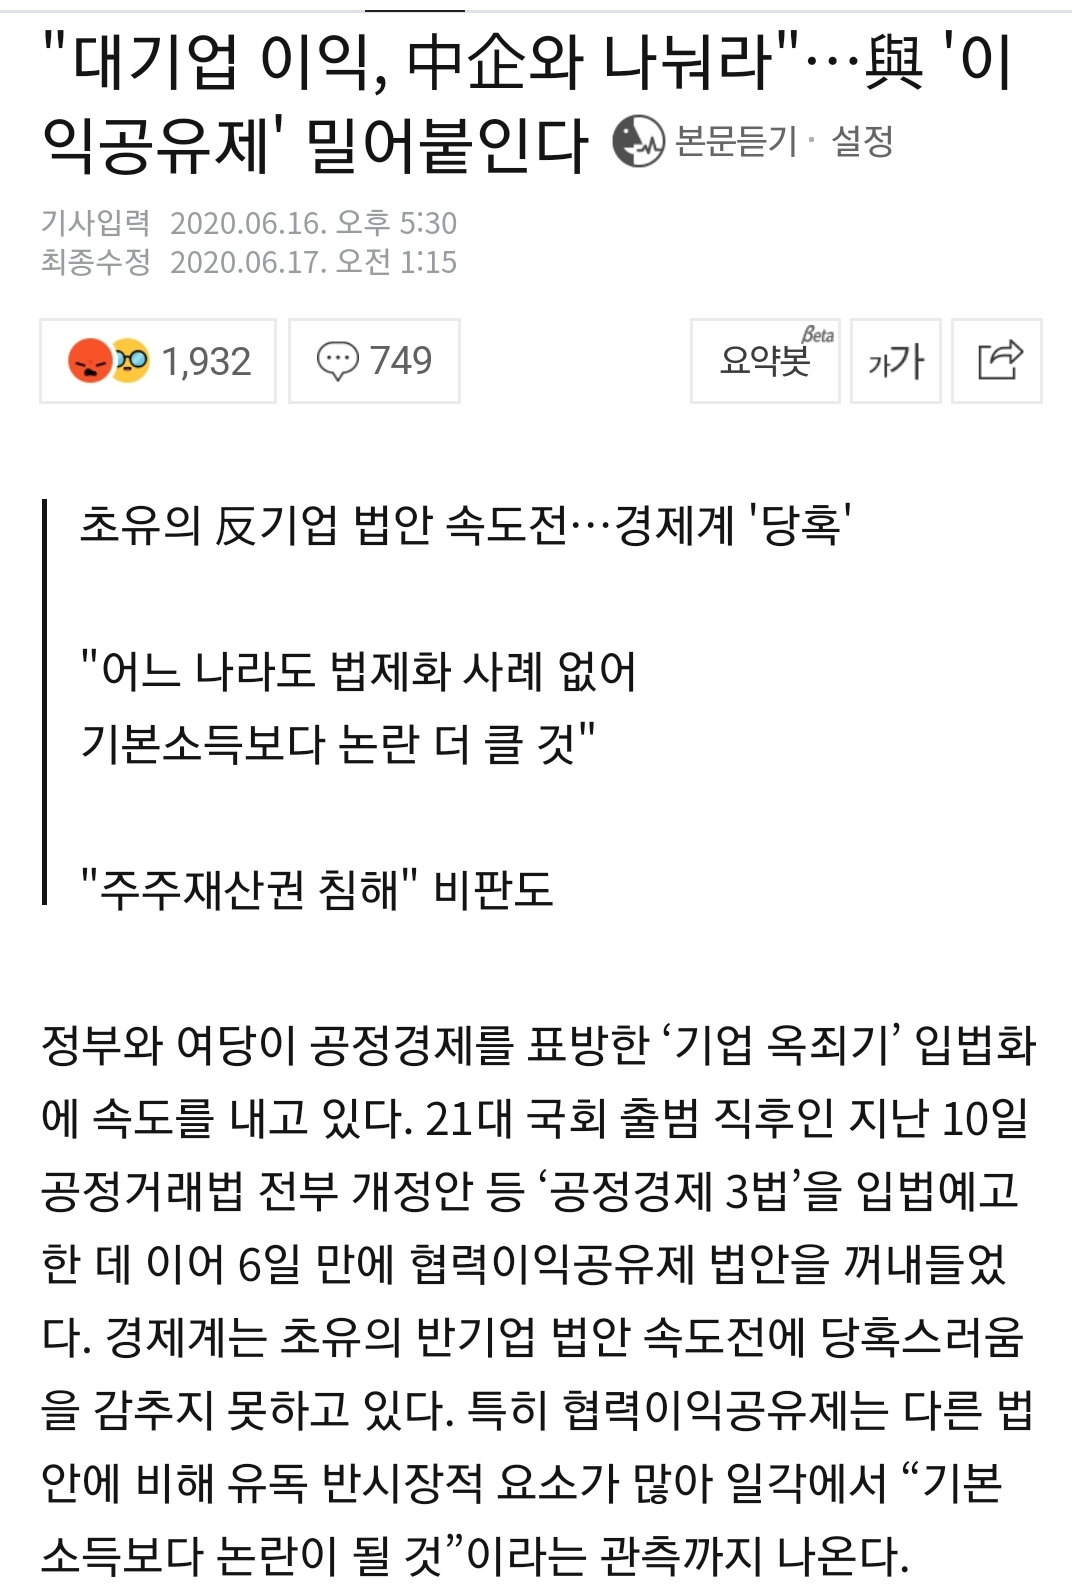 "대기업 이익, 中企와 나눠라"…與 '이
익공유제' 밀어붙인다 본문듣기 · 설정
기사입력 2020.06.16. 오후 5:30
최종수정 2020.06.17. 오전 1:15
1,932 749 요약봇 Beta 가가
초유의 反기업 법안 속도전…경제계 '당혹'
"어느 나라도 법제화 사례 없어
기본소득보다 논란 더 클 것"
"주주재산권 침해" 비판도
정부와 여당이 공정경제를 표방한 ‘기업 옥죄기’ 입법화
에 속도를 내고 있다. 21대 국회 출범 직후인 지난 10일
공정거래법 전부 개정안 등 ‘공정경제 3법’을 입법예고
한 데 이어 6일 만에 협력이익공유제 법안을 꺼내들었
다. 경제계는 초유의 반기업 법안 속도전에 당혹스러움
을 감추지 못하고 있다. 특히 협력이익공유제는 다른 법
안에 비해 유독 반시장적 요소가 많아 일각에서 “기본
소득보다 논란이 될 것”이라는 관측까지 나온다.